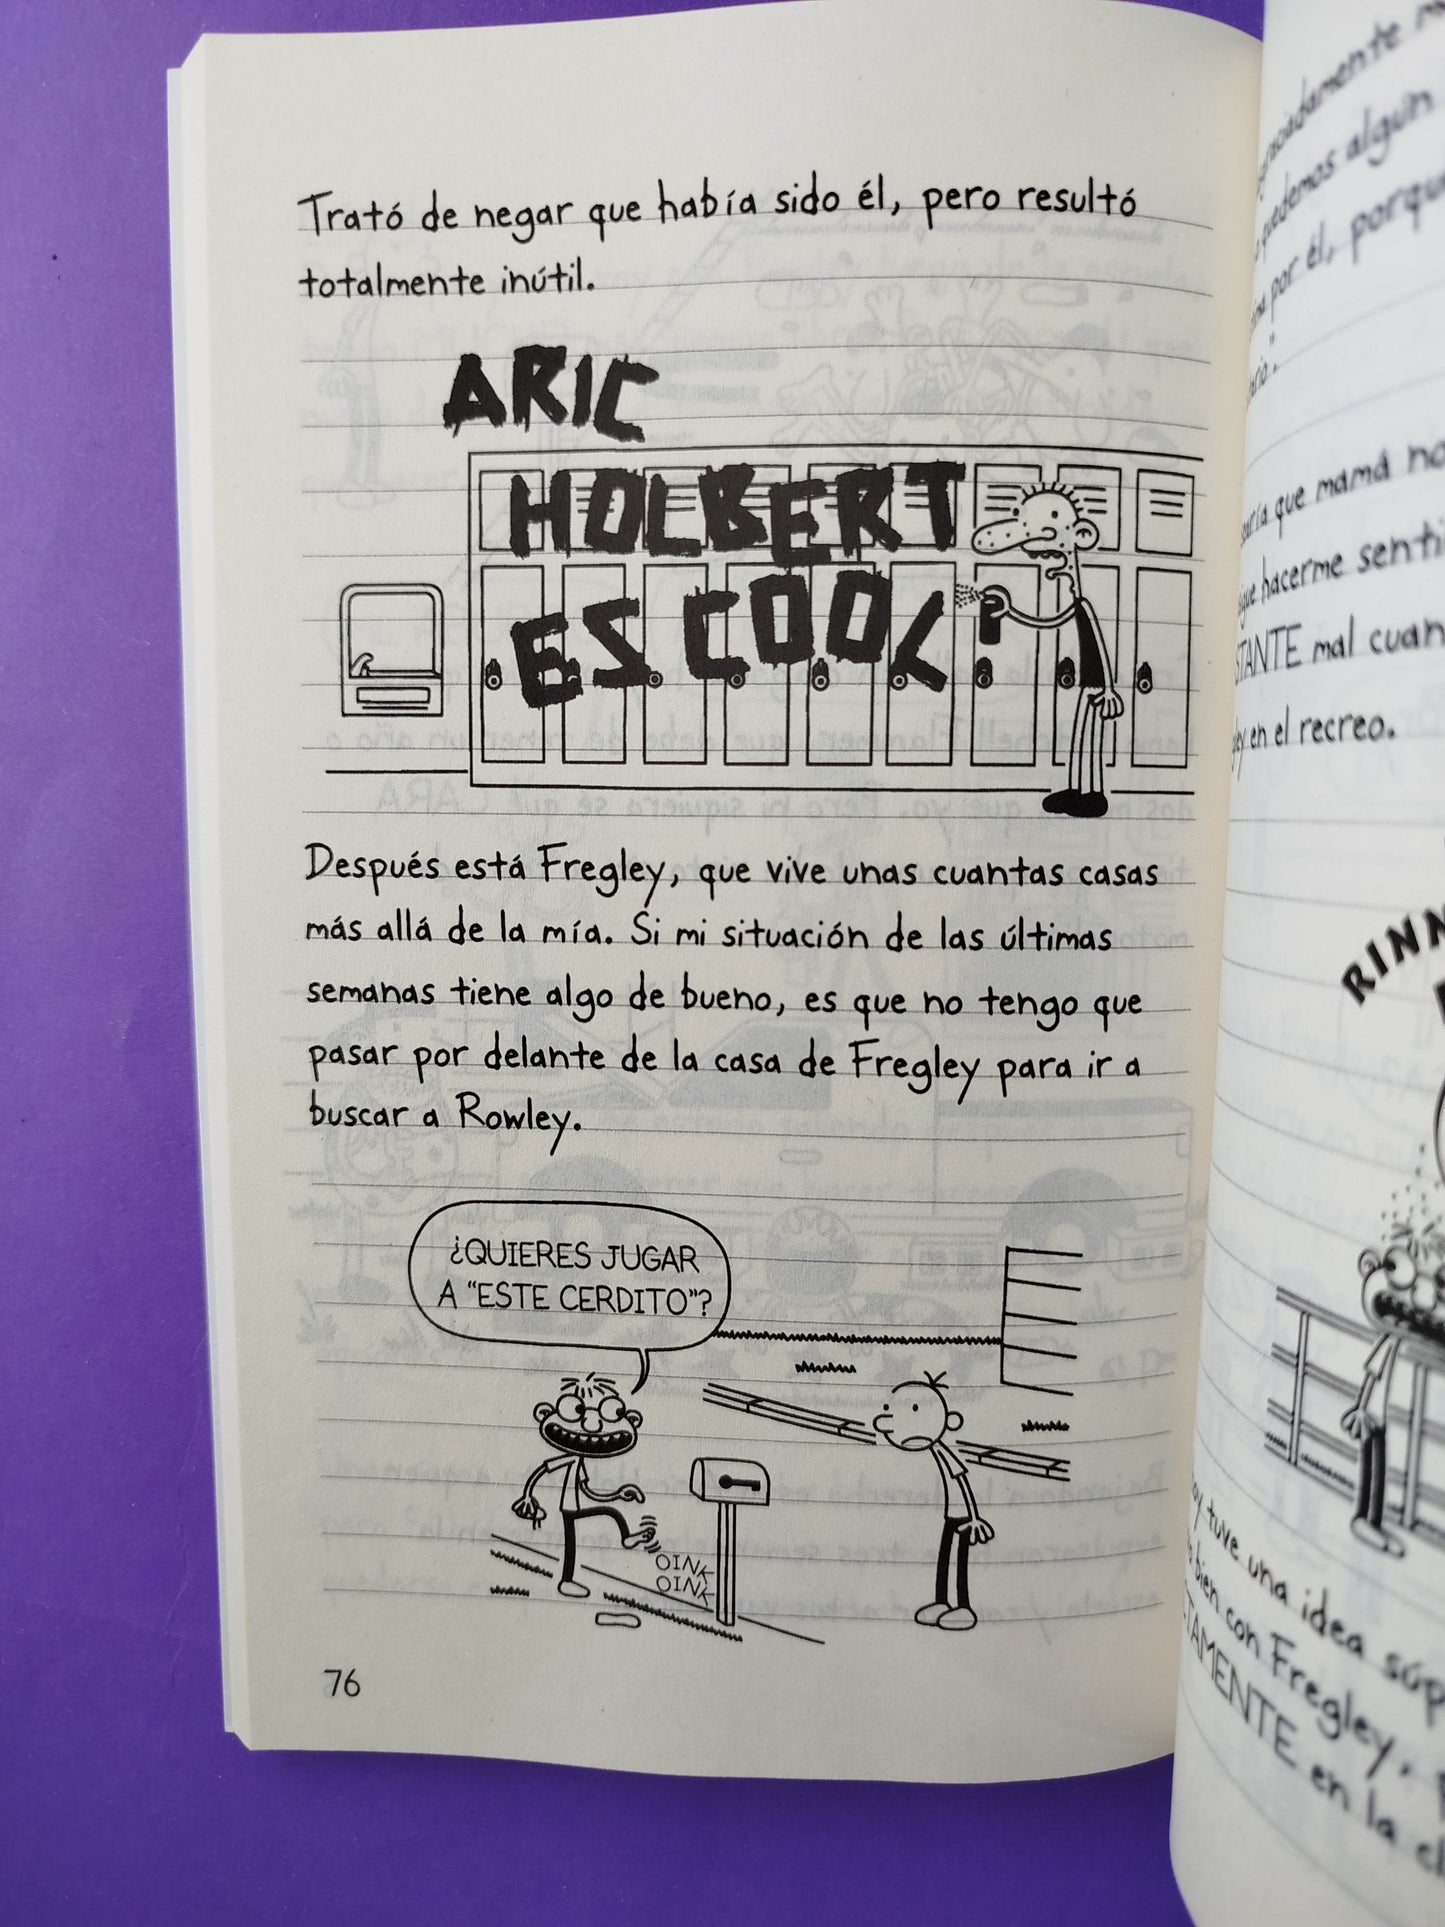 Trató de negar que había sido él, pero resultó
totalmente inútil.
ARIC
HOLBERT
ES COOL
Después está Fregley, que vive unas cuantas casas
más allá de la mía. Si mi situación de las últimas
semanas tiene algo de bueno, es que no tengo que
pasar por delante de la casa de Fregley para ir a
buscar a Rowley.
¿QUIERES JUGAR
A "ESTE CERDITO"?
OINK
OINK
76
quedemos algún
por él, porqu
que mamá no
hacerme senti
mal cuan
en el recreo.
RINN
tuve una idea súp
bien con Fregley.
en la cl